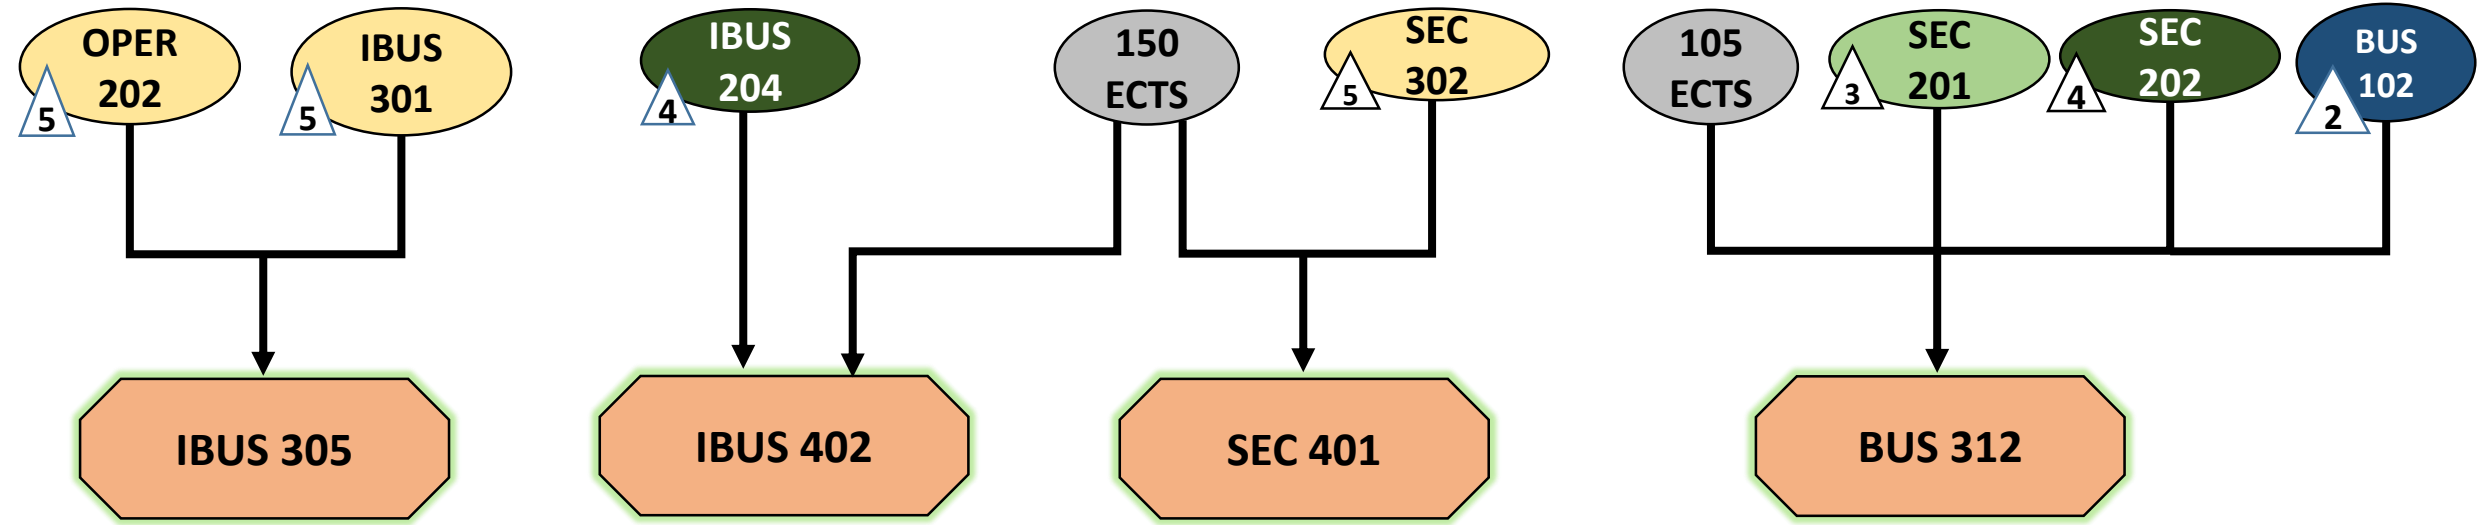 OPER
202
5
IBUS
301
5
IBUS
204
4
150
ECTS
SEC
302
5
105
ECTS
SEC
201
3
SEC
202
4
BUS
102
2
IBUS 305
IBUS 402
SEC 401
BUS 312